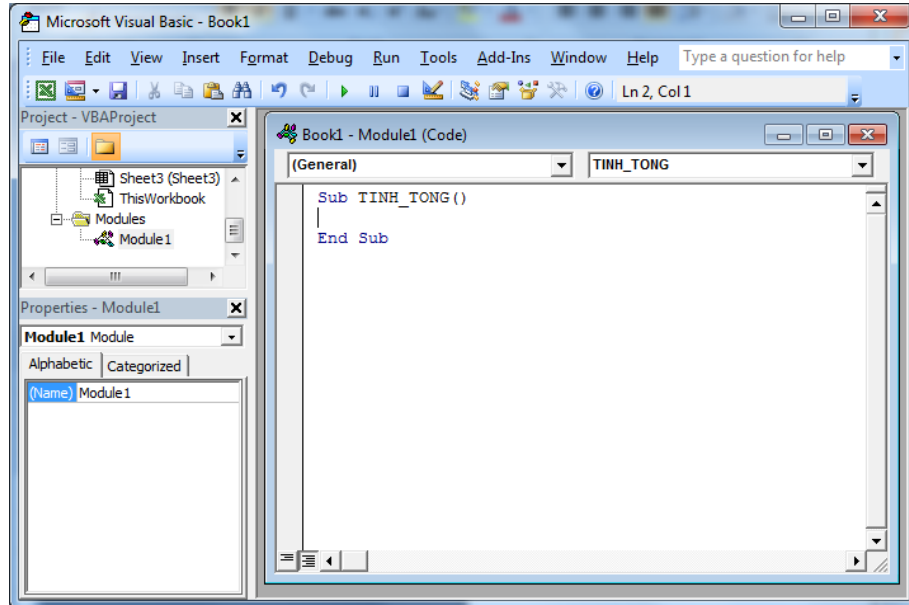 Microsoft Visual Basic - Book1
File Edit View Insert Format Debug Run Tools Add-Ins Window Help Type a question for help
Ln 2, Col 1
Project - VBAProject
Sheet3 (Sheet3)
ThisWorkbook
Modules
Module1
Properties - Module1
Module1 Module
Alphabetic Categorized
(Name) Module1
Book1 - Module1 (Code)
(General) TINH_TONG
Sub TINH_TONG()
End Sub